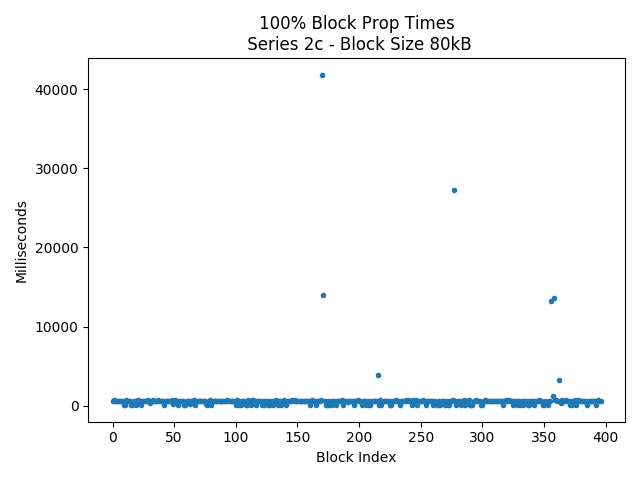 100% Block Prop Times
Series 2c - Block Size 80kB
40000
30000
20000
10000
0
Milliseconds
0 50 100 150 200 250 300 350 400
Block Index